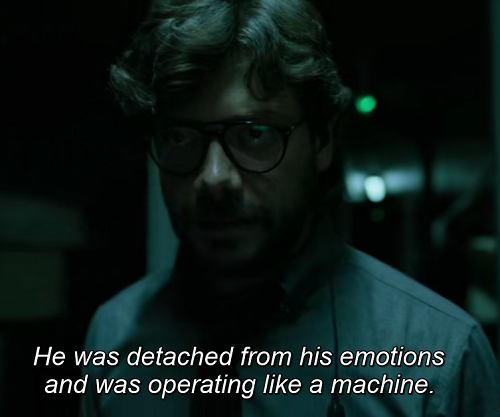 He was detached from his emotions
and was operating like a machine.